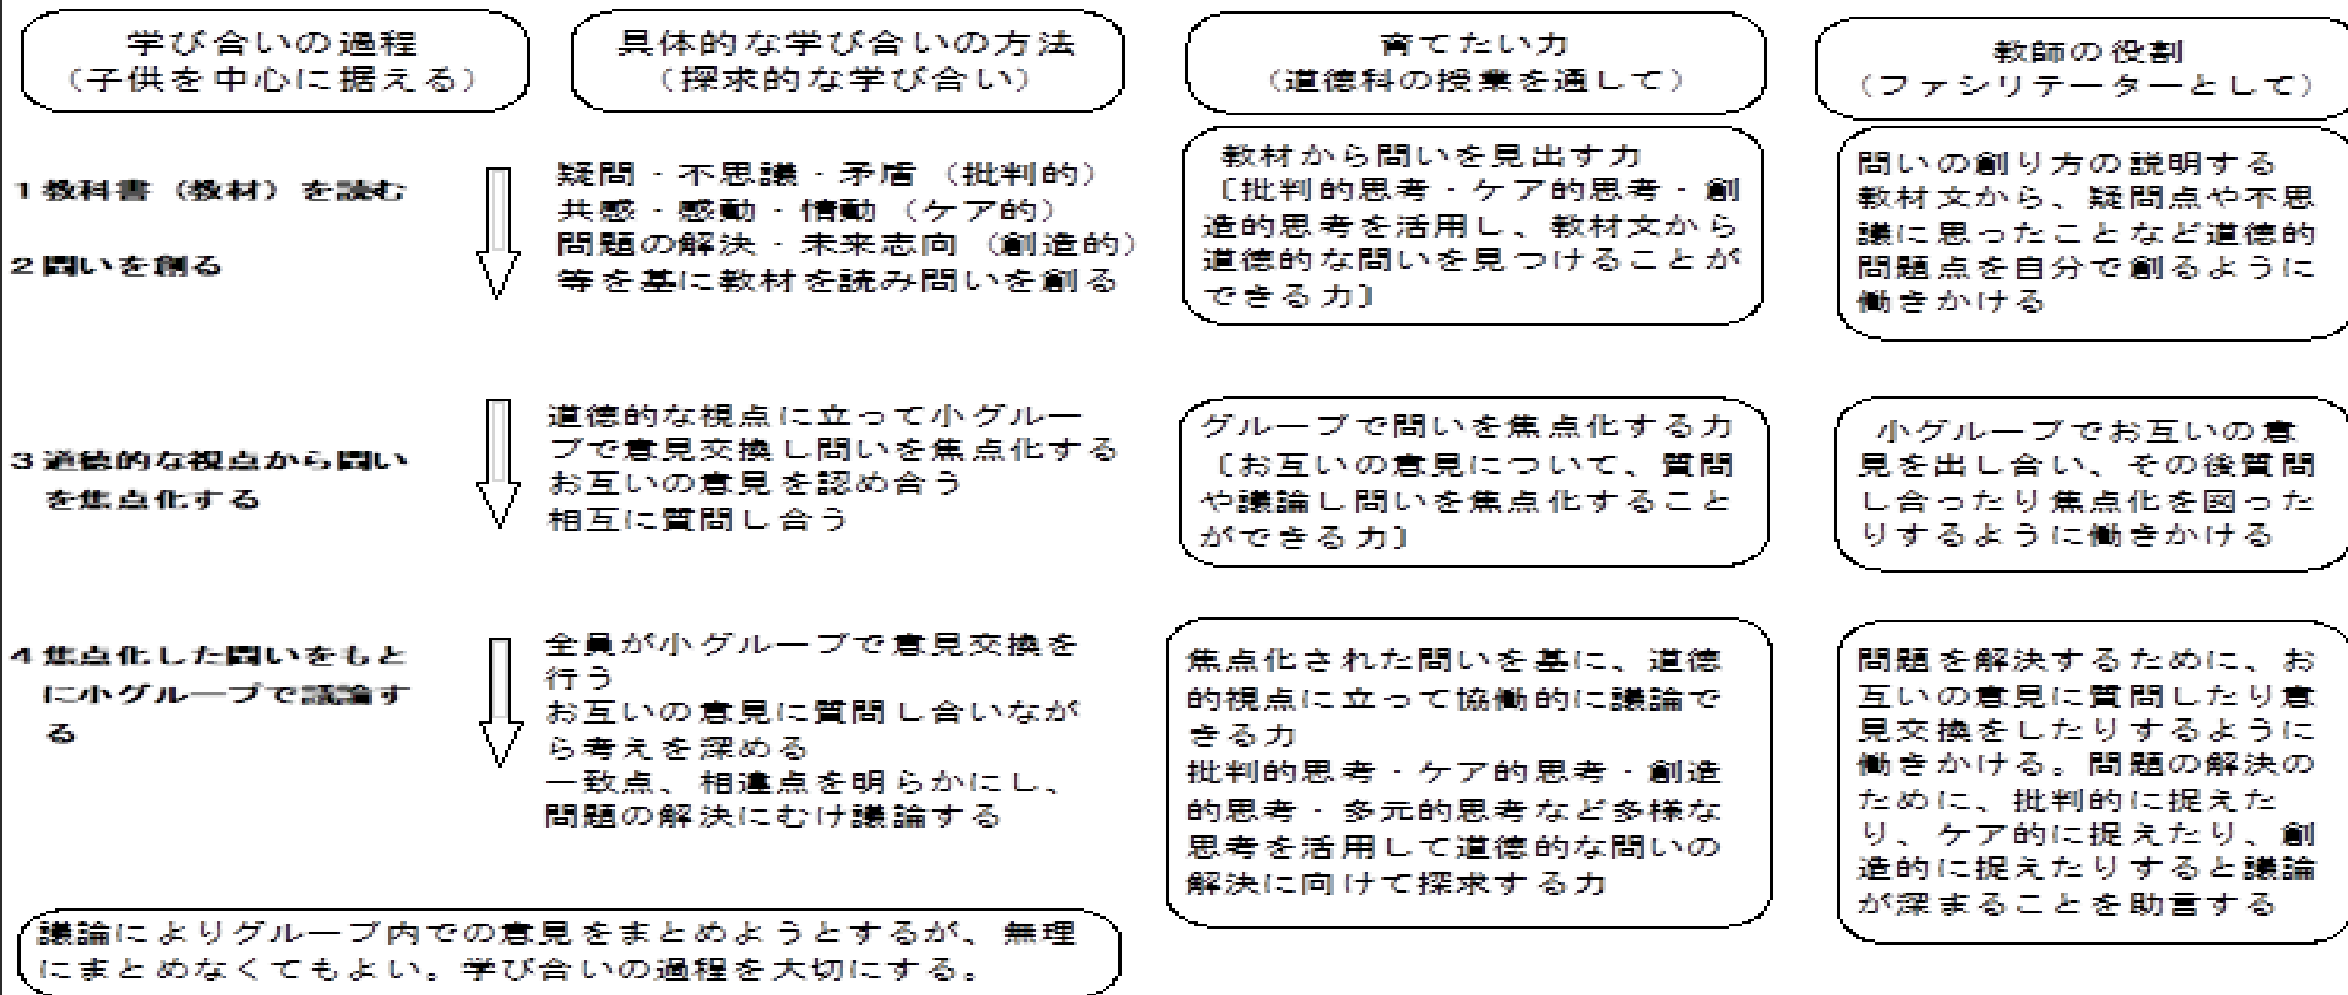 学び合いの過程
(子供を中心に据える)
具体的な学び合いの方法
(探求的な学び合い)
育てたい力
(道徳科の授業を通して)
教師の役割
(ファシリテーターとして)
1 教科書（教材）を読む
2 問いを創る
疑問・不思議・矛盾（批判的）
共感・感動・情動（ケア的）
問題の解決・未来志向（創造的）
等を基に教材を読み問いを創る
教材から問いを見出す力
〔批判的思考・ケア的思考・創
造的思考を活用し、教材文から
道徳的な問いを見つけることが
できる力〕
問いの創り方の説明する
教材文から、疑問点や不思
議に思ったことなど道徳的
問題点を自分で創るように
働きかける
3 道徳的な視点から問い
を焦点化する
道徳的な視点に立って小グルー
プで意見交換し問いを焦点化する
お互いの意見を認め合う
相互に質問し合う
グループで問いを焦点化する力
〔お互いの意見について、質問
や議論し問いを焦点化すること
ができる力〕
小グループでお互いの意
見を出し合い、その後質問
し合ったり焦点化を図った
りするように働きかける
4 焦点化した問いをもと
に小グループで議論す
る
全員が小グループで意見交換を
行う
お互いの意見に質問し合いなが
ら考えを深める
一致点、相違点を明らかにし、
問題の解決にむけ議論する
焦点化された問いを基に、道徳
的視点に立って協働的に議論で
きる力
批判的思考・ケア的思考・創造
的思考・多元的思考など多様な
思考を活用して道徳的な問いの
解決に向けて探求する力
問題を解決するために、お
互いの意見に質問したり意
見交換をしたりするように
働きかける。問題の解決の
ために、批判的に捉えた
り、ケア的に捉えたり、創
造的に捉えたりすると議論
が深まることを助言する
議論によりグループ内での意見をまとめようとするが、無理
にまとめなくてもよい。学び合いの過程を大切にする。